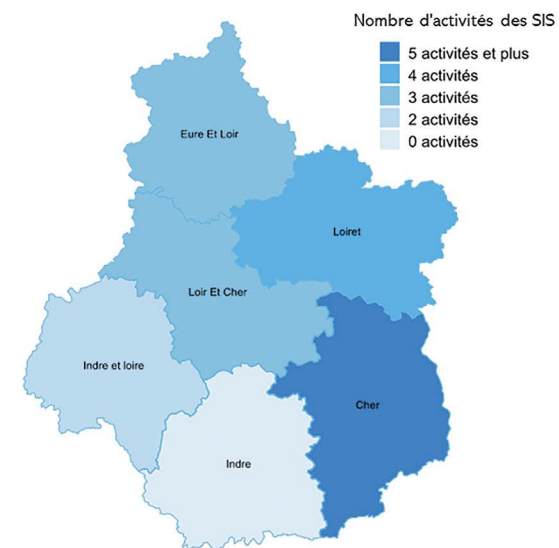 Nombre d'activités des SIS
5 activités et plus
4 activités
3 activités
2 activités
0 activités
Eure Et Loir
Loiret
Loir Et Cher
Indre et loire
Cher
Indre